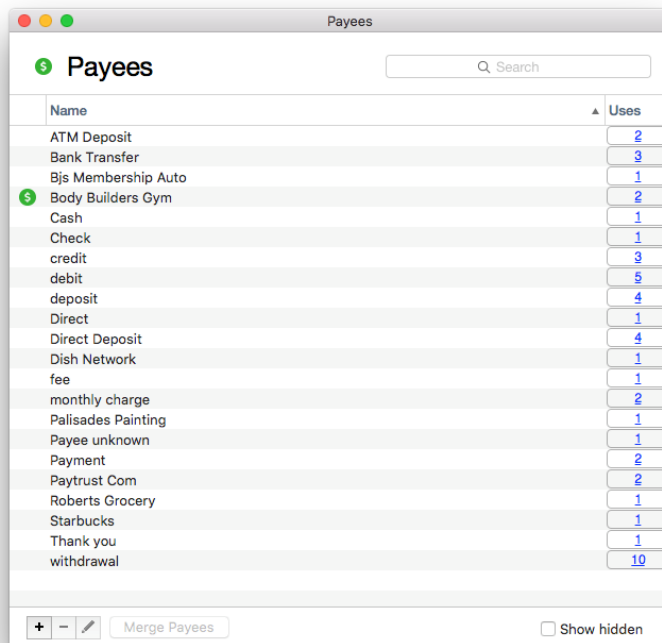 Payees
$ Payees
Search
Name Uses
ATM Deposit 2
Bank Transfer 3
Bjs Membership Auto 1
$ Body Builders Gym 2
Cash 1
Check 1
credit 3
debit 5
deposit 4
Direct 1
Direct Deposit 4
Dish Network 1
fee 1
monthly charge 2
Palisades Painting 1
Payee unknown 1
Payment 2
Paytrust Com 2
Roberts Grocery 1
Starbucks 1
Thank you 1
withdrawal 10
+ − Merge Payees Show hidden